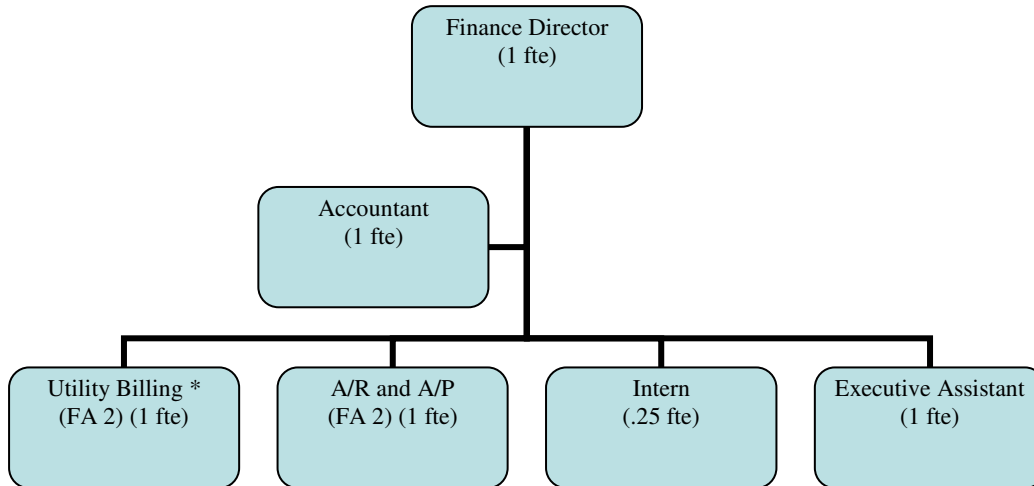 Finance Director
(1 fte)
Accountant
(1 fte)
Utility Billing *
(FA 2) (1 fte)
A/R and A/P
(FA 2) (1 fte)
Intern
(.25 fte)
Executive Assistant
(1 fte)